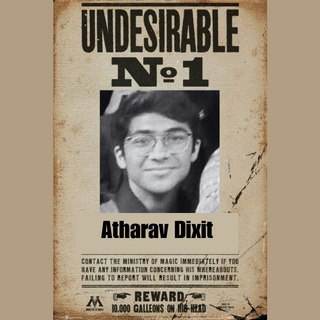 UNDESIRABLE
No1
Atharav Dixit
CONTACT THE MINISTRY OF MAGIC IMMEDIATELY IF YOU
HAVE ANY INFORMATION CONCERNING HIS WHEREABOUTS.
FAILING TO REPORT WILL RESULT IN IMPRISONMENT.
REWARD
10.000 GALLEONS ON HIS HEAD